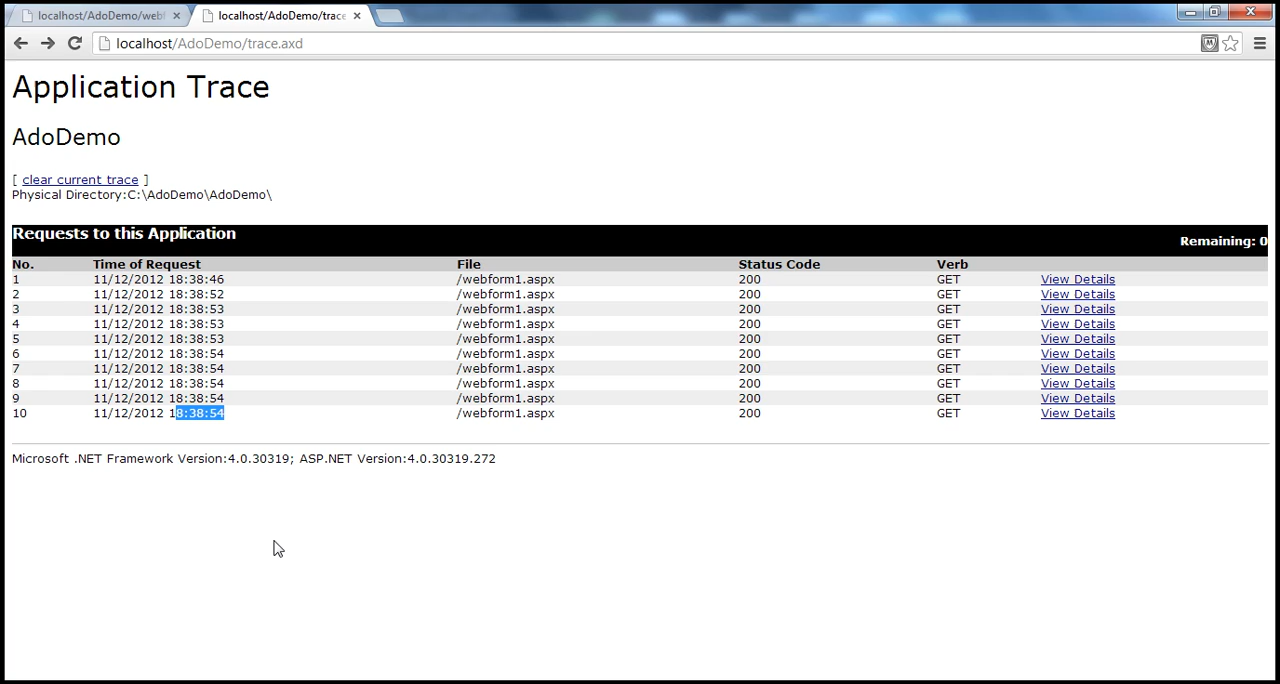 localhost/AdoDemo/webf
localhost/AdoDemo/trace
localhost/AdoDemo/trace.axd
Application Trace
AdoDemo
[ clear current trace ]
Physical Directory:C:\AdoDemo\AdoDemo\
Requests to this Application
Remaining: 0
No. Time of Request File Status Code Verb
1 11/12/2012 18:38:46 /webform1.aspx 200 GET View Details
2 11/12/2012 18:38:52 /webform1.aspx 200 GET View Details
3 11/12/2012 18:38:53 /webform1.aspx 200 GET View Details
4 11/12/2012 18:38:53 /webform1.aspx 200 GET View Details
5 11/12/2012 18:38:53 /webform1.aspx 200 GET View Details
6 11/12/2012 18:38:54 /webform1.aspx 200 GET View Details
7 11/12/2012 18:38:54 /webform1.aspx 200 GET View Details
8 11/12/2012 18:38:54 /webform1.aspx 200 GET View Details
9 11/12/2012 18:38:54 /webform1.aspx 200 GET View Details
10 11/12/2012 18:38:54 /webform1.aspx 200 GET View Details
Microsoft .NET Framework Version:4.0.30319; ASP.NET Version:4.0.30319.272